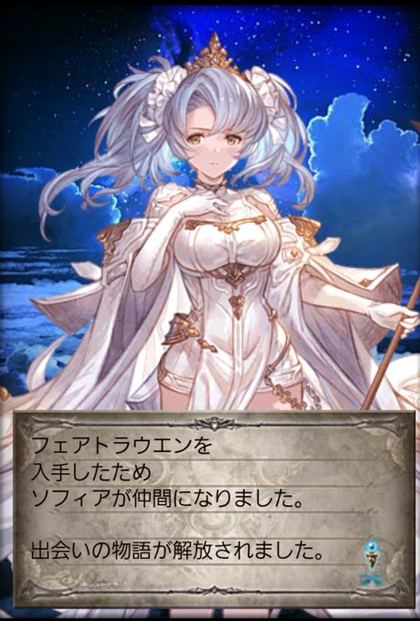 フェアトラウエンを
入手したため
ソフィアが仲間になりました。
出会いの物語が解放されました。